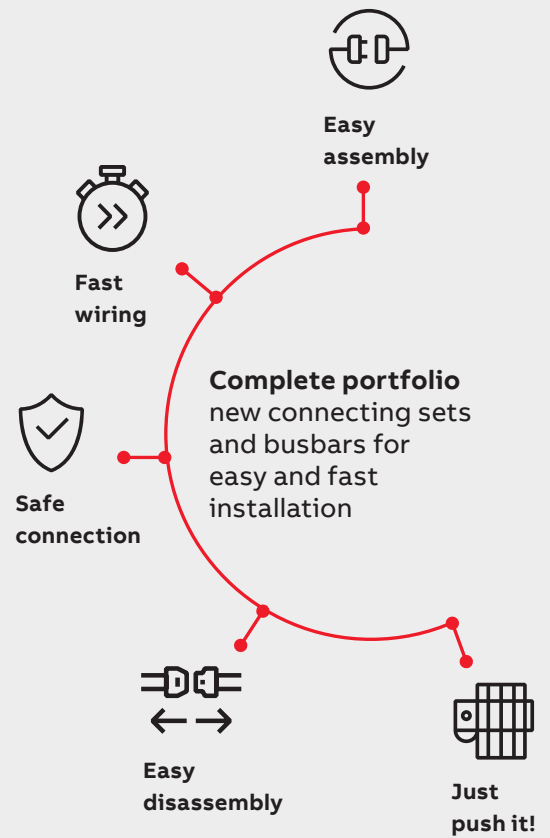 Easy
assembly
Fast
wiring
Complete portfolio
new connecting sets
and busbars for
easy and fast
installation
Safe
connection
Easy
disassembly
Just
push it!